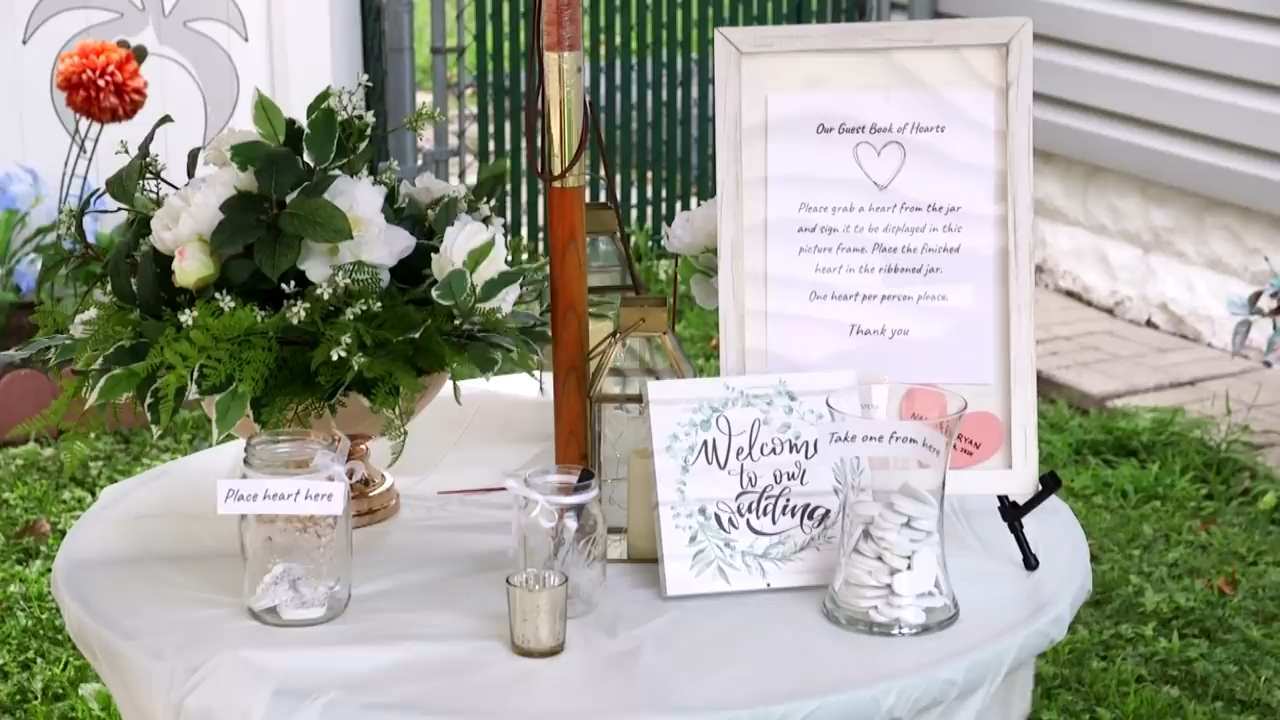 Our Guest Book of Hearts
Please grab a heart from the jar
and sign it to be displayed in this
picture frame. Place the finished
heart in the ribboned jar.
One heart per person please.
Thank you
Place heart here
Welcome
to our
wedding
Take one from here
RYAN